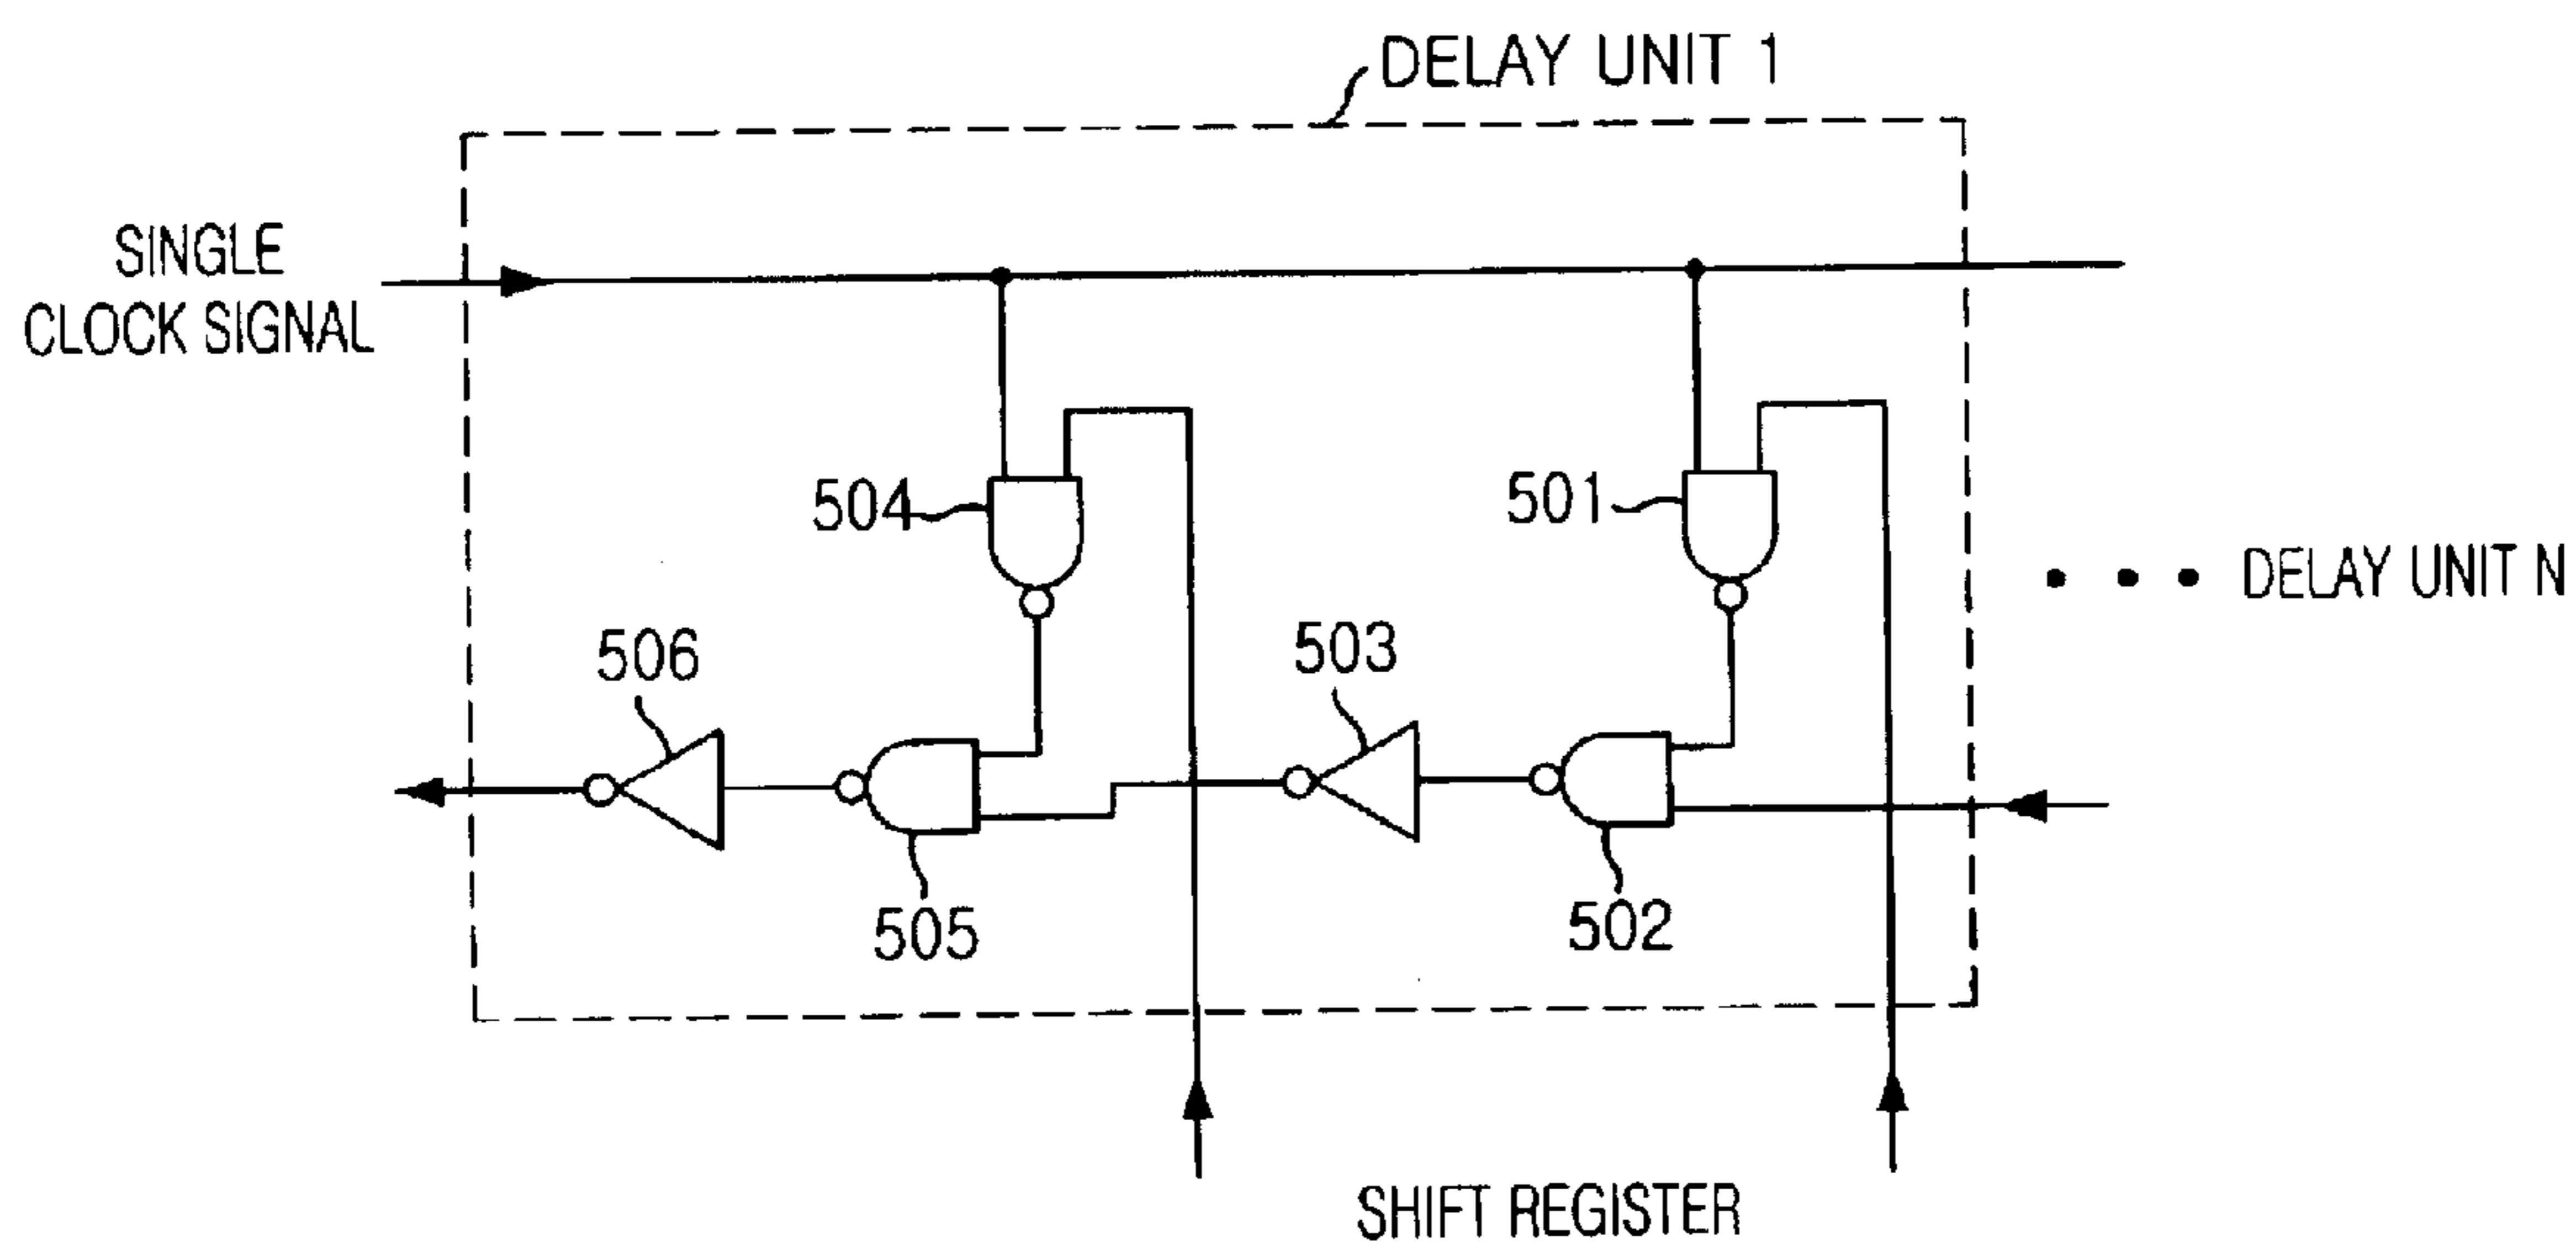 DELAY UNIT 1
SINGLE
CLOCK SIGNAL
504
501
DELAY UNIT N
506
503
505
502
SHIFT REGISTER